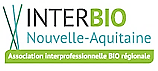 INTERBIO
Nouvelle-Aquitaine
Association Interprofessionnelle BIO régionale